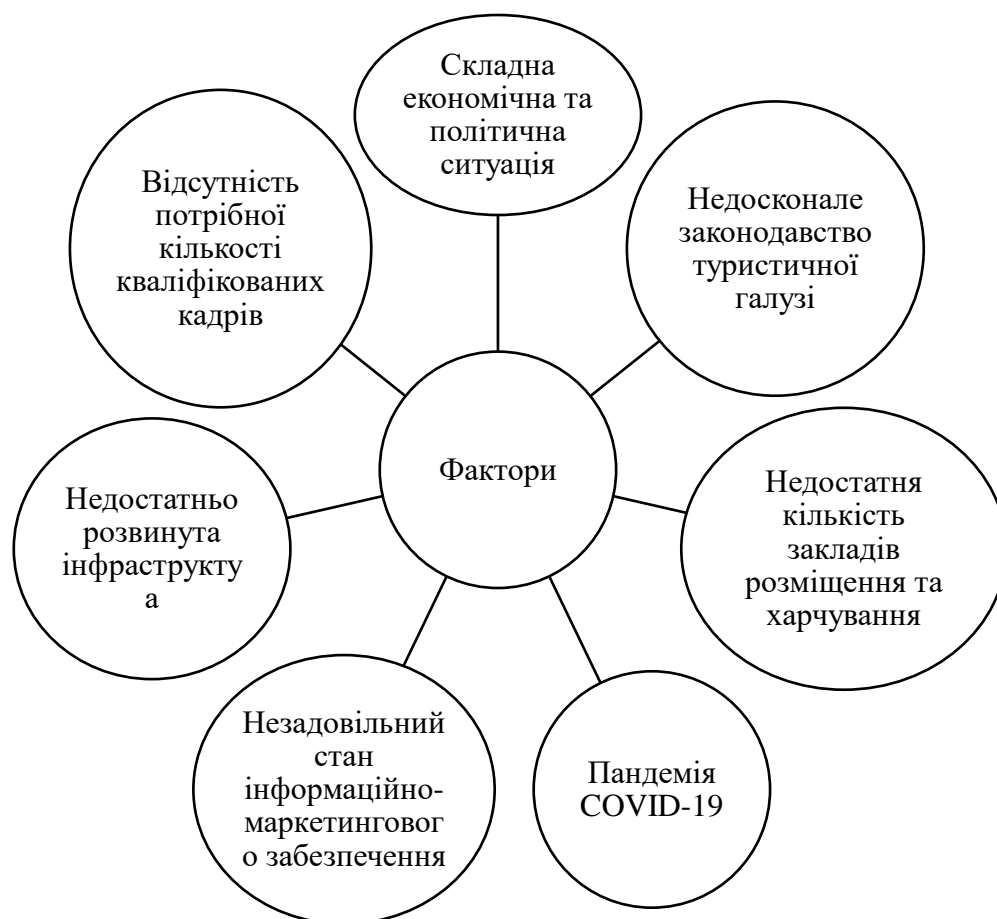 Складна
економічна та
політична
ситуація
Недосконале
законодавство
туристичної
галузі
Недостатня
кількість
закладів
розміщення та
харчування
Пандемія
COVID-19
Незадовільний
стан
інформаційно-
маркетинговог
о забезпечення
Недостатньо
розвинута
інфраструкту
а
Відсутність
потрібної
кількості
кваліфікованих
кадрів
Фактори